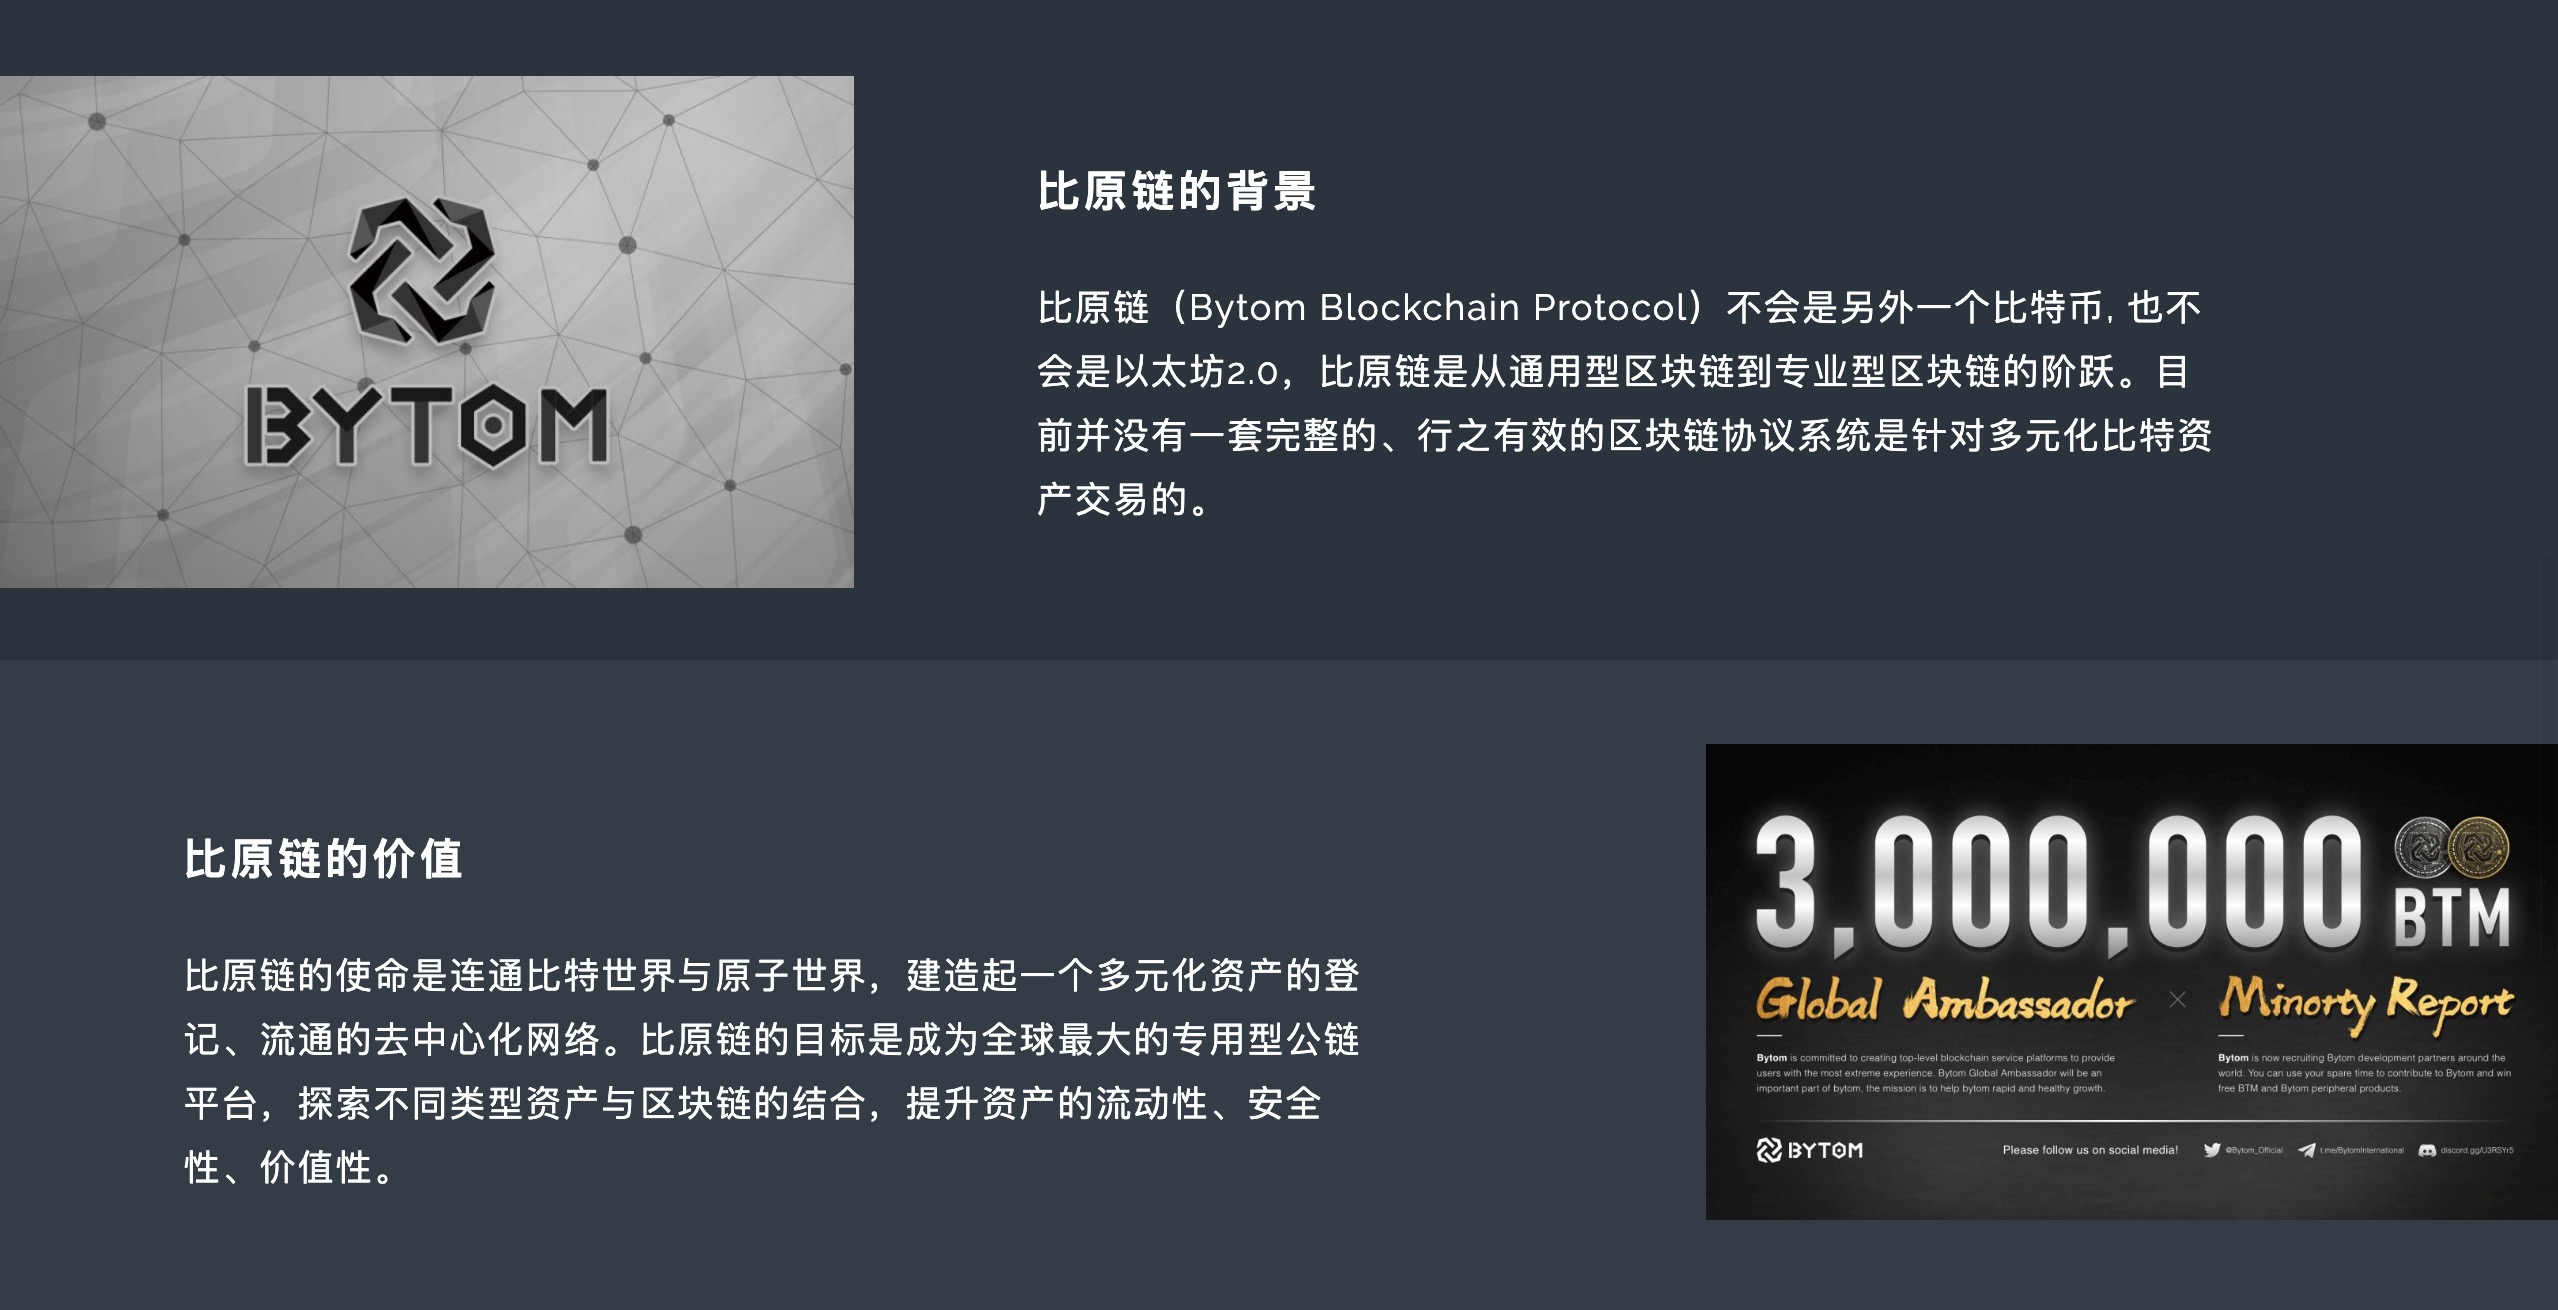 BYTOM
比原链的背景
比原链（Bytom Blockchain Protocol）不会是另外一个比特币, 也不
会是以太坊2.0，比原链是从通用型区块链到专业型区块链的阶跃。目
前并没有一套完整的、行之有效的区块链协议系统是针对多元化比特资
产交易的。
比原链的价值
比原链的使命是连通比特世界与原子世界，建造起一个多元化资产的登
记、流通的去中心化网络。比原链的目标是成为全球最大的专用型公链
平台，探索不同类型资产与区块链的结合，提升资产的流动性、安全
性、价值性。
3,000,000 BTM
Global Ambassador × Minorty Report
Bytom is committed to creating top-level blockchain service platforms to provide
users with the most extreme experience. Bytom Global Ambassador will be an
important part of bytom, the mission is to help bytom rapid and healthy growth.
Bytom is now recruiting Bytom development partners around the
world. You can use your spare time to contribute to Bytom and win
free BTM and Bytom peripheral products.
BYTOM Please follow us on social media! @Bytom_Official t.me/BytomInternational discord.gg/U3RSYr5